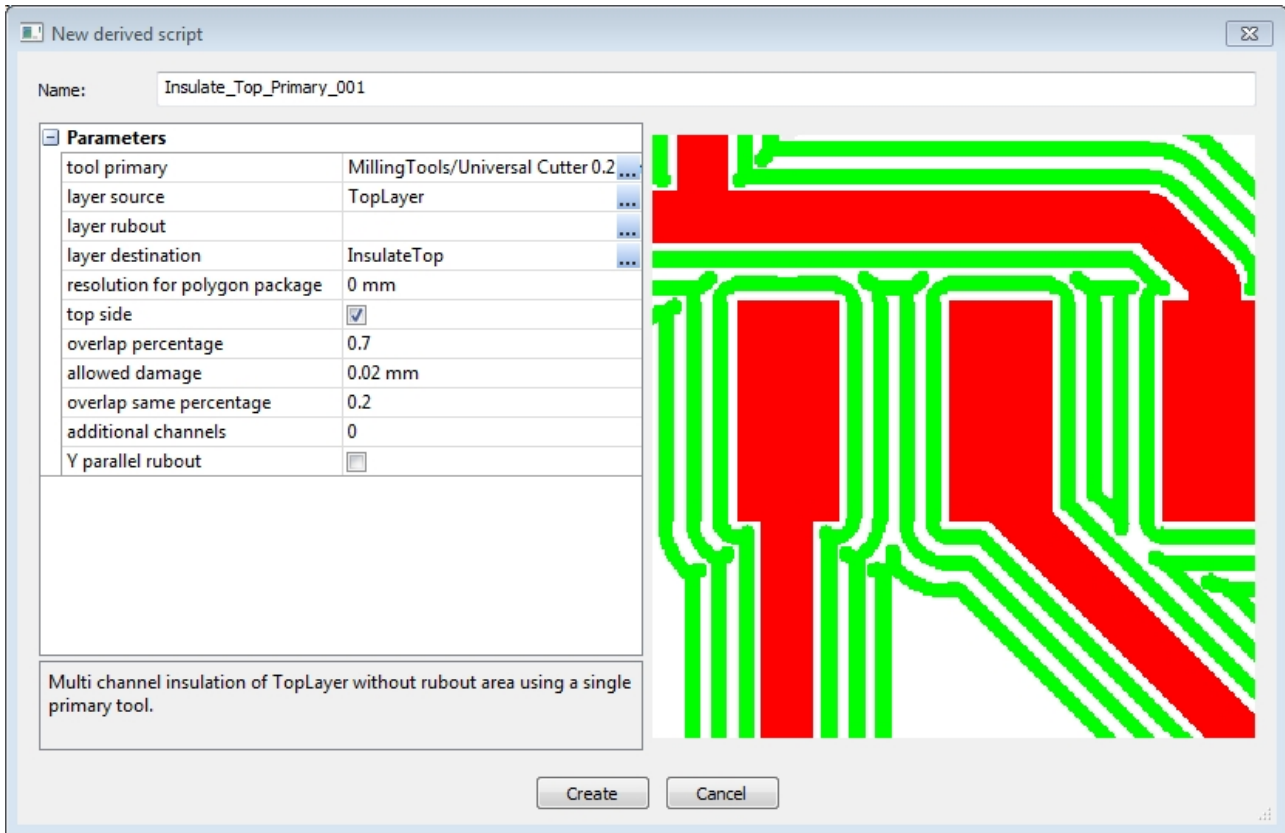 New derived script
Name: Insulate_Top_Primary_001
Parameters
tool primary MillingTools/Universal Cutter 0.2 ...
layer source TopLayer ...
layer rubout ...
layer destination InsulateTop ...
resolution for polygon package 0 mm
top side
overlap percentage 0.7
allowed damage 0.02 mm
overlap same percentage 0.2
additional channels 0
Y parallel rubout
Multi channel insulation of TopLayer without rubout area using a single
primary tool.
Create Cancel